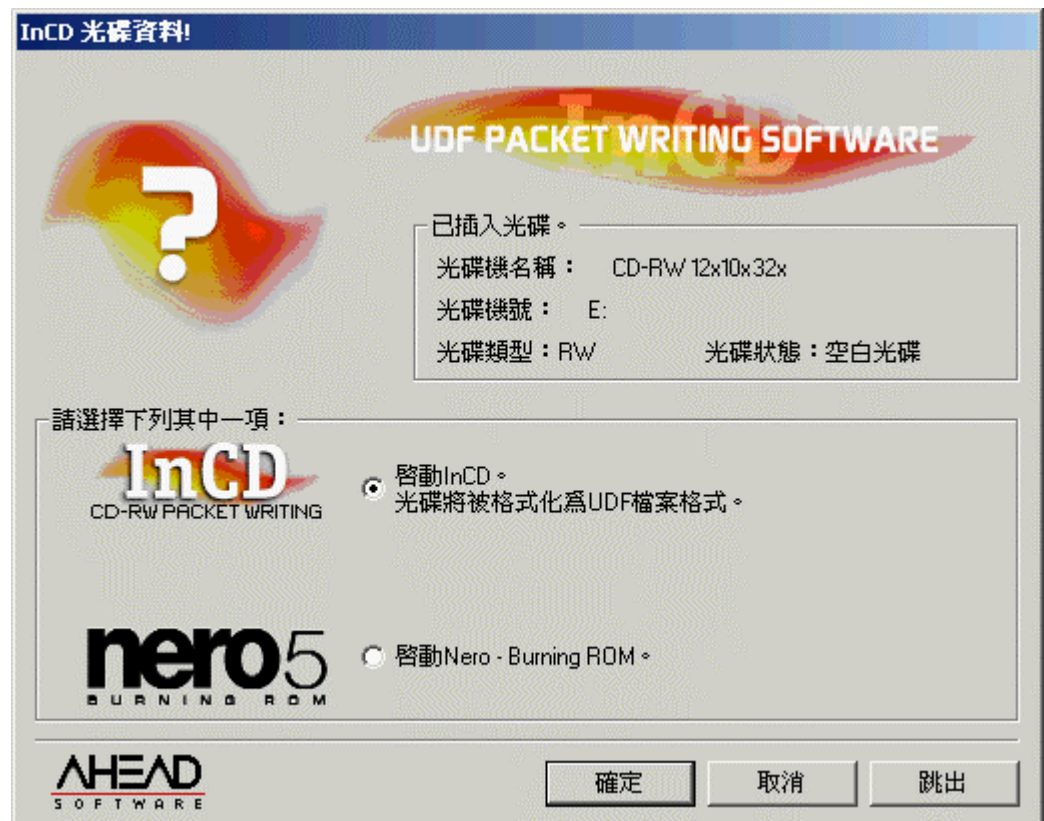 InCD 光碟資料!
InCD
UDF PACKET WRITING SOFTWARE
?
已插入光碟。
光碟機名稱： CD-RW 12x10x32x
光碟機號： E:
光碟類型：RW 光碟狀態：空白光碟
請選擇下列其中一項：
InCD
CD-RW PACKET WRITING
啓動InCD。
光碟將被格式化爲UDF檔案格式。
nero5
BURNING ROM
啓動Nero - Burning ROM。
AHEAD
SOFTWARE
確定 取消 跳出